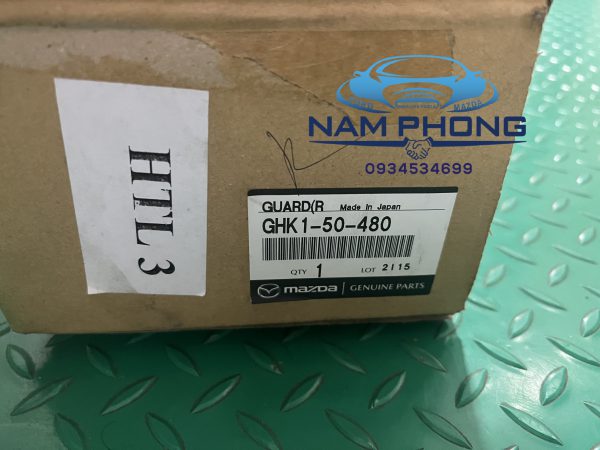 NAM PHONG
0934534699
HTL 3
GUARD(R Made in Japan
GHK1-50-480
QTY 1 LOT 2115
mazda GENUINE PARTS